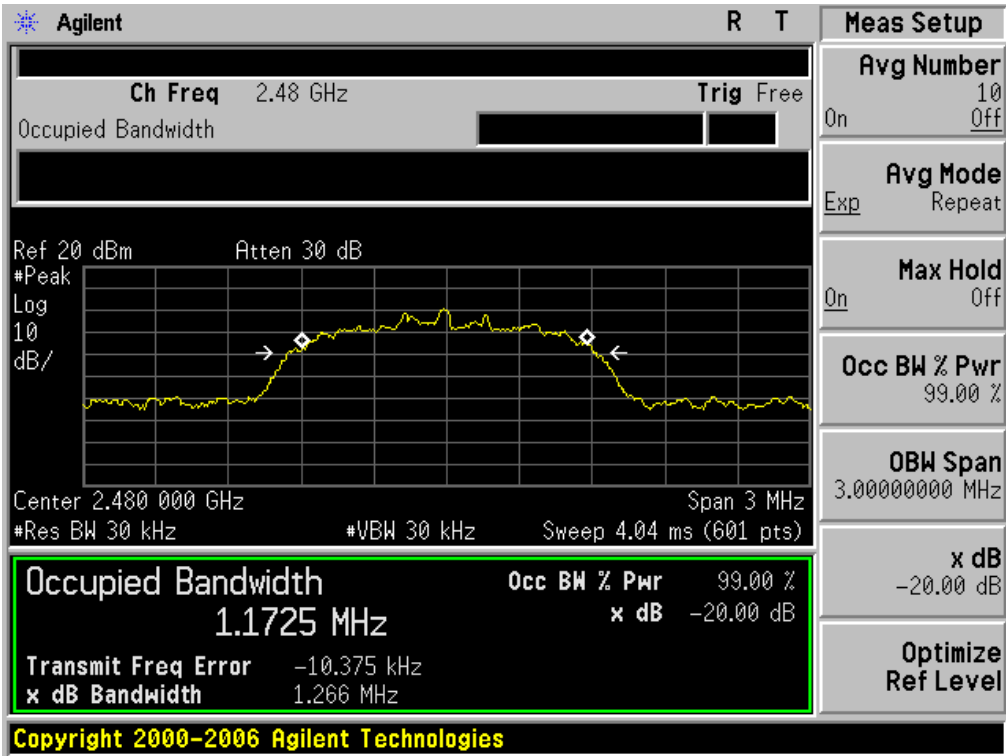 Agilent R T
Ch Freq 2.48 GHz Trig Free
Occupied Bandwidth
Ref 20 dBm Atten 30 dB
#Peak
Log
10
dB/
Center 2.480 000 GHz Span 3 MHz
#Res BW 30 kHz #VBW 30 kHz Sweep 4.04 ms (601 pts)
Occupied Bandwidth Occ BW % Pwr 99.00 %
1.1725 MHz x dB -20.00 dB
Transmit Freq Error -10.375 kHz
x dB Bandwidth 1.266 MHz
Copyright 2000-2006 Agilent Technologies
Meas Setup
Avg Number
10
On Off
Avg Mode
Exp Repeat
Max Hold
On Off
Occ BW % Pwr
99.00 %
OBW Span
3.00000000 MHz
x dB
-20.00 dB
Optimize
Ref Level